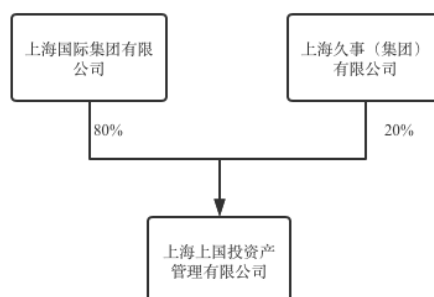 上海国际集团有限
公司
上海久事（集团）
有限公司
80%
20%
上海上国投资产
管理有限公司